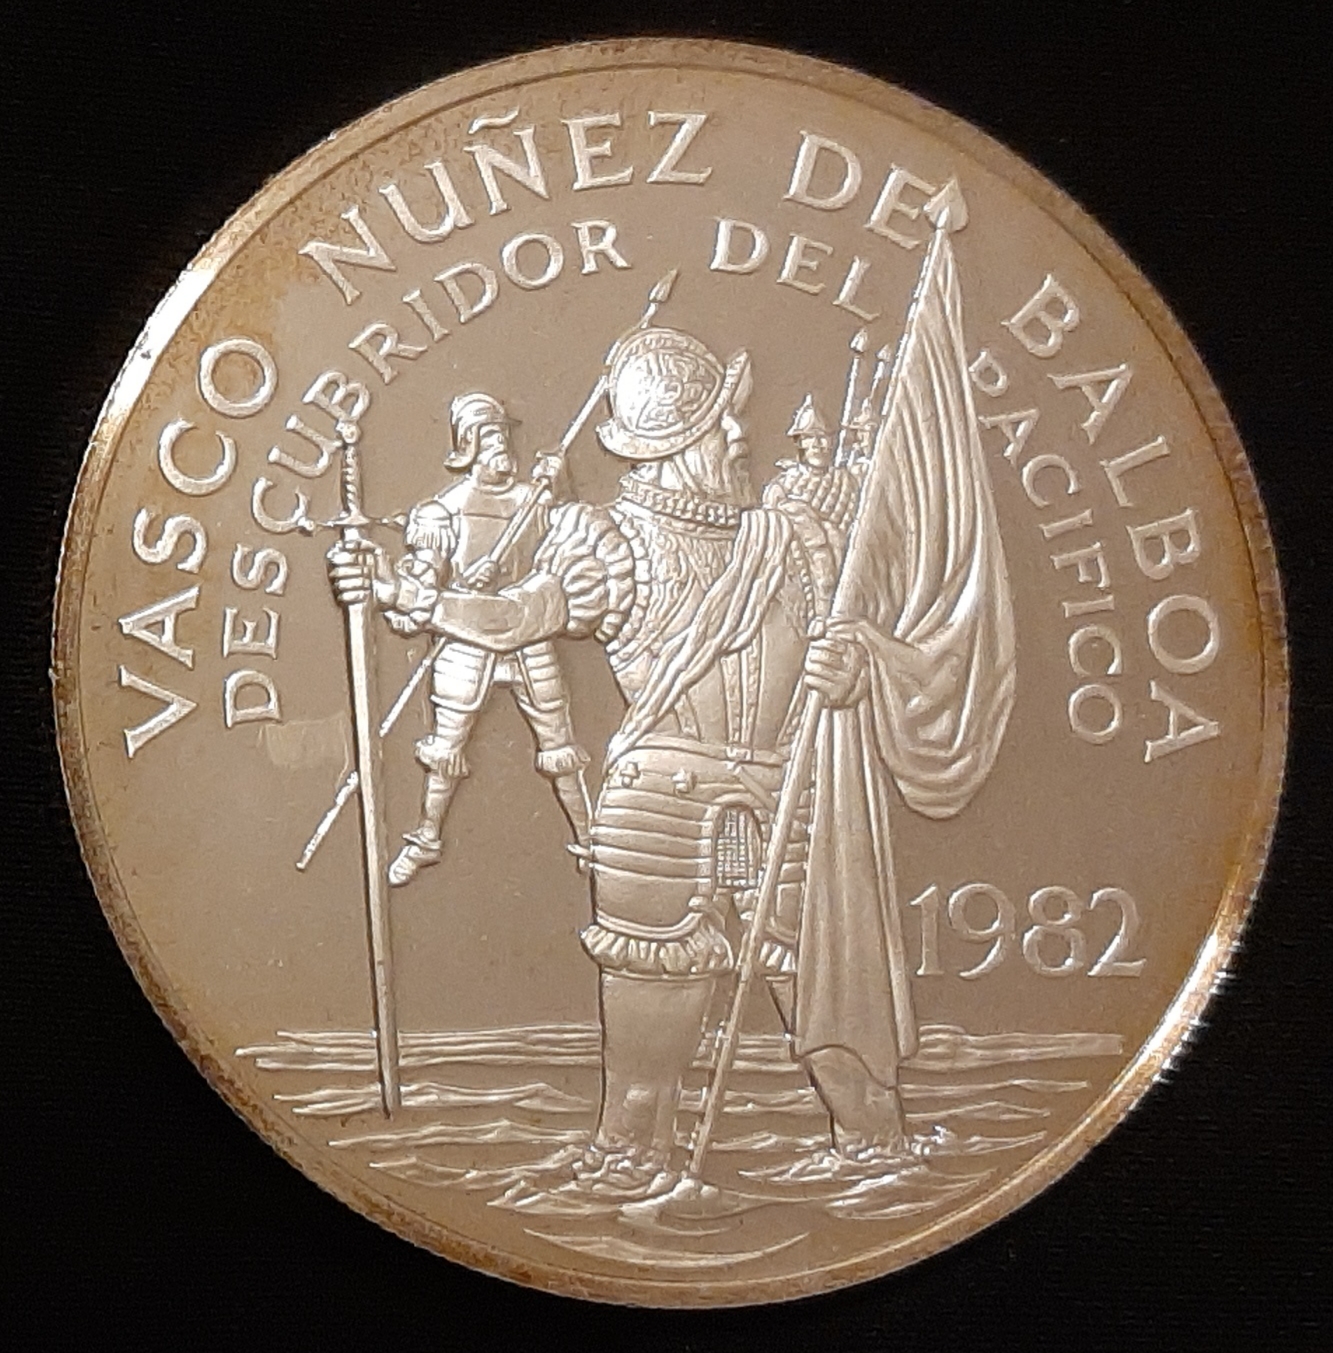 VASCO NUÑEZ DE BALBOA
DESCUBRIDOR DEL PACIFICO
1982